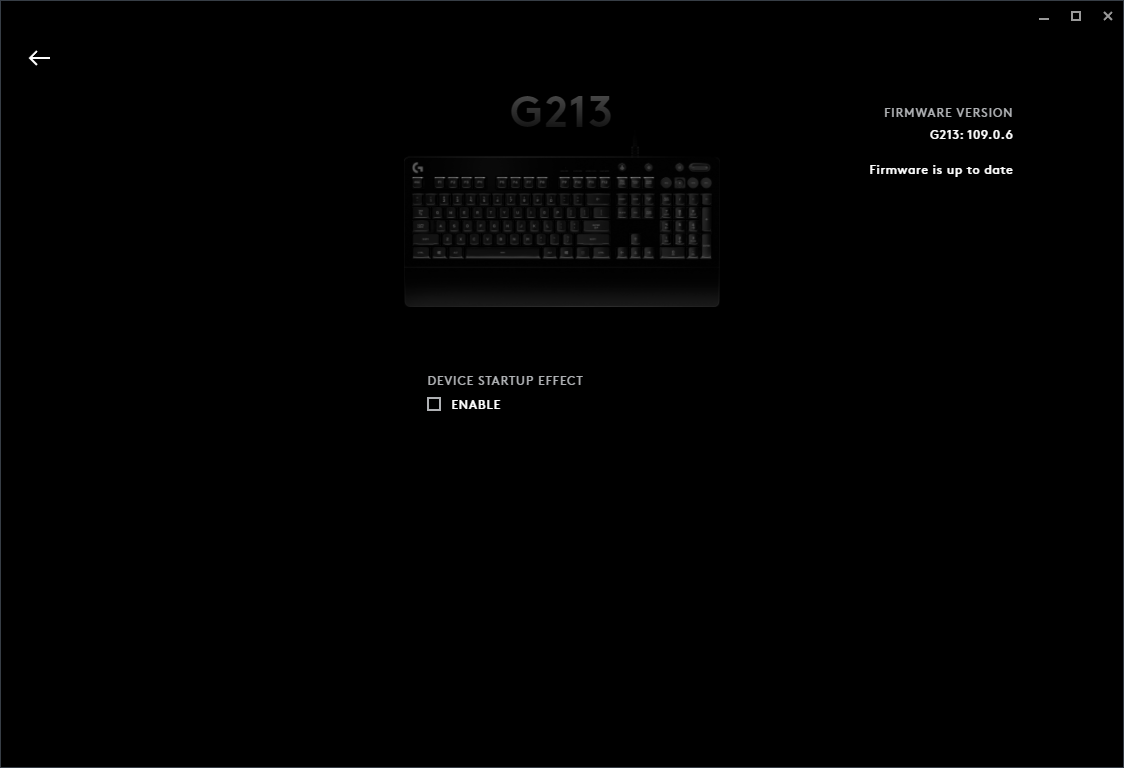 G213
FIRMWARE VERSION
G213: 109.0.6
Firmware is up to date
DEVICE STARTUP EFFECT
ENABLE